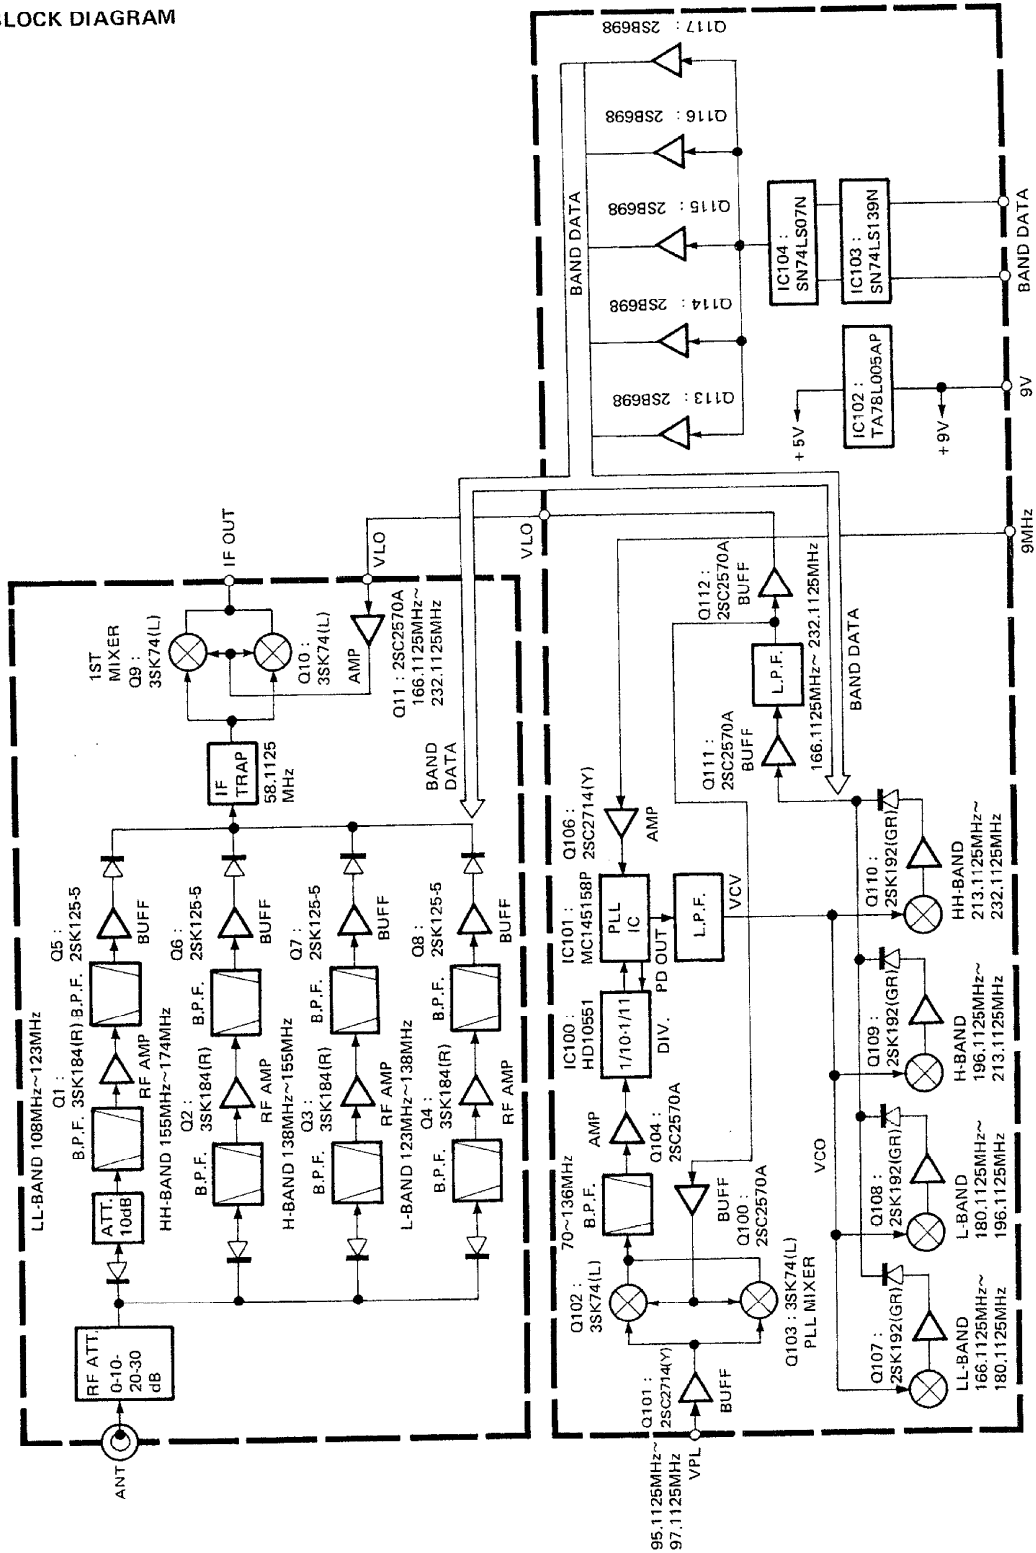 BLOCK DIAGRAM
LL-BAND 108MHz~123MHz
Q1 :
3SK184(R)
B.P.F.
B.P.F.
Q5 :
2SK125-5
ATT.
10dB
RF AMP
BUFF
HH-BAND 155MHz~174MHz
Q2 :
3SK184(R)
B.P.F.
B.P.F.
Q6 :
2SK125-5
RF AMP
BUFF
H-BAND 138MHz~155MHz
Q3 :
3SK184(R)
B.P.F.
B.P.F.
Q7 :
2SK125-5
RF AMP
BUFF
L-BAND 123MHz~138MHz
Q4 :
3SK184(R)
B.P.F.
B.P.F.
Q8 :
2SK125-5
RF AMP
BUFF
RF ATT.
0-10-
20-30
dB
ANT
IF
TRAP
58.1125
MHz
1ST
MIXER
Q9 :
3SK74(L)
Q10 :
3SK74(L)
IF OUT
AMP
Q11 : 2SC2570A
166.1125MHz~
232.1125MHz
VLO
VLO
BAND
DATA
95.1125MHz~
97.1125MHz
VPL
Q101 :
2SC2714(Y)
BUFF
Q102 :
3SK74(L)
Q103 : 3SK74(L)
PLL MIXER
70~136MHz
B.P.F.
AMP
Q104 :
2SC2570A
BUFF
Q100 :
2SC2570A
IC100 :
HD10551
1/10·1/11
DIV.
IC101 :
MC145158P
PLL
IC
PD OUT
L.P.F.
VCV
Q106 :
2SC2714(Y)
AMP
Q111 :
2SC2570A
BUFF
L.P.F.
166.1125MHz~ 232.1125MHz
Q112 :
2SC2570A
BUFF
BAND DATA
VCO
Q107 :
2SK192(GR)
LL-BAND
166.1125MHz~
180.1125MHz
Q108 :
2SK192(GR)
L-BAND
180.1125MHz~
196.1125MHz
Q109 :
2SK192(GR)
H-BAND
196.1125MHz~
213.1125MHz
Q110 :
2SK192(GR)
HH-BAND
213.1125MHz~
232.1125MHz
9MHz
BAND DATA
Q113 : 2SB698
Q114 : 2SB698
Q115 : 2SB698
Q116 : 2SB698
Q117 : 2SB698
+5V
IC102 :
TA78L005AP
+9V
9V
IC104 :
SN74LS07N
IC103 :
SN74LS139N
BAND DATA